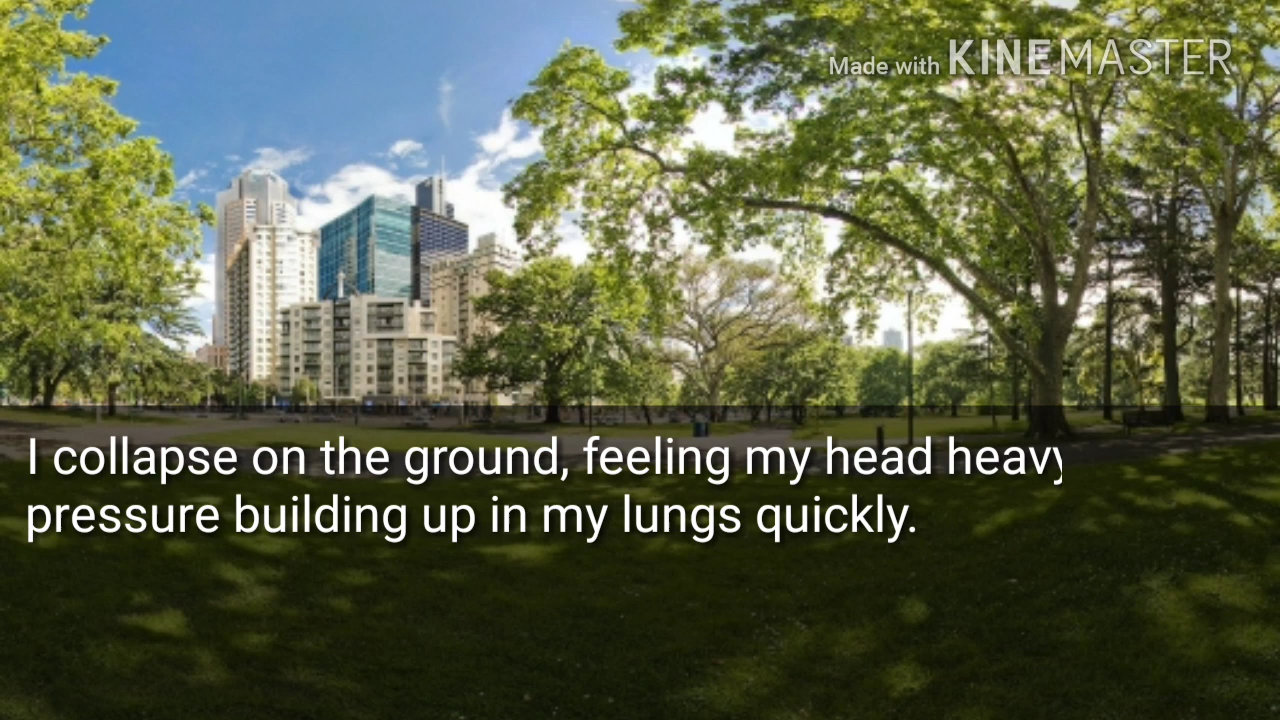 Made with KINEMASTER
I collapse on the ground, feeling my head heavy
pressure building up in my lungs quickly.